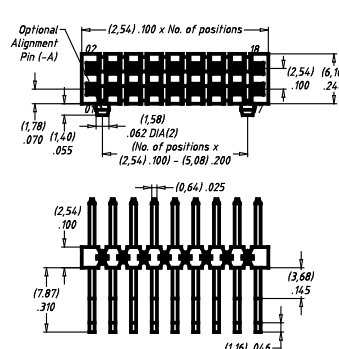 Optional
Alignment
Pin (-A)
(2,54) .100 x No. of positions
02
18
(2,54)
.100
(6,10
.24
01
(1,78)
.070
(1,40)
.055
(1,58)
.062 DIA(2)
(No. of positions x
(2,54) .100) - (5,08) .200
(0,64) .025
(2,54)
.100
(7.87)
.310
(3,68)
.145
(1,16) .046